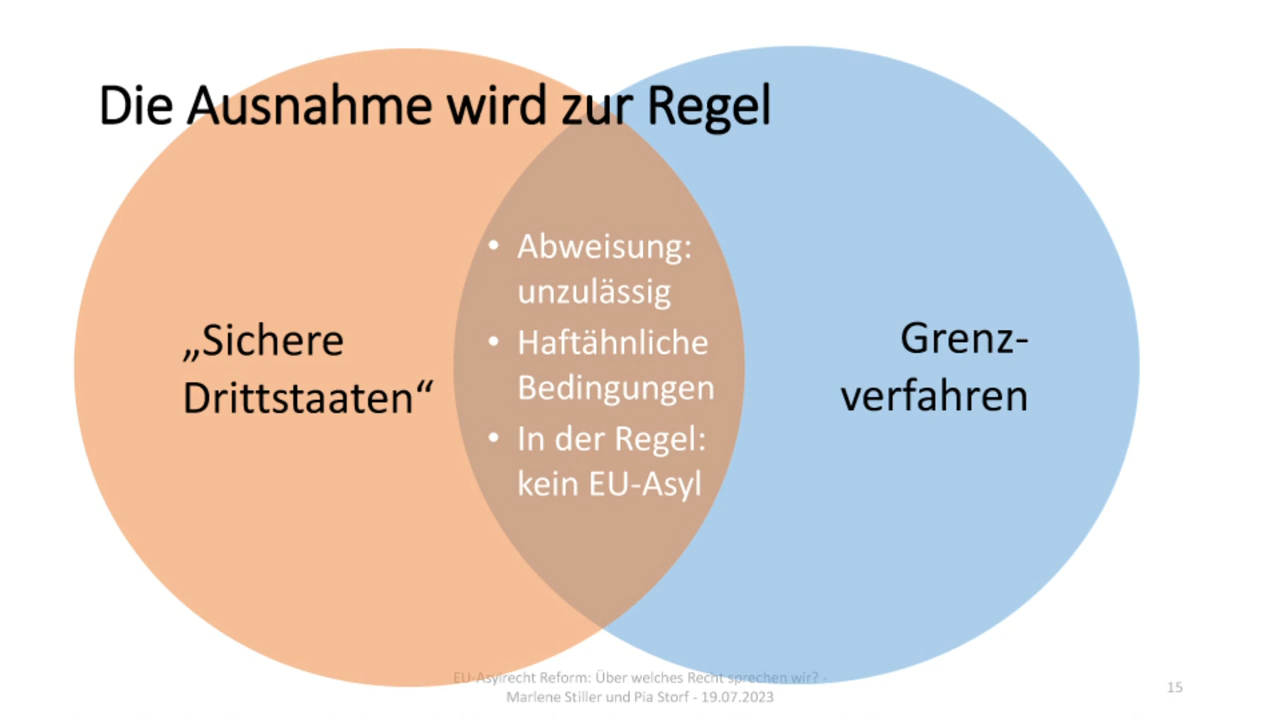 Die Ausnahme wird zur Regel
„Sichere
Drittstaaten“
• Abweisung:
unzulässig
• Haftähnliche
Bedingungen
• In der Regel:
kein EU-Asyl
Grenz-
verfahren
EU-Asylrecht Reform: Über welches Recht sprechen wir? -
Marlene Stiller und Pia Storf - 19.07.2023
15